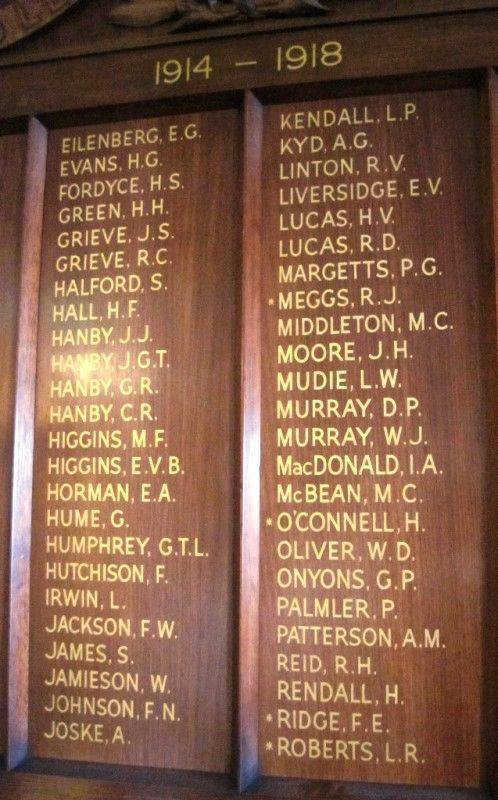 1914 - 1918
EILENBERG, E.G.
EVANS, H.G.
FORDYCE, H.S.
GREEN, H.H.
GRIEVE, J.S.
GRIEVE, R.C.
HALFORD, S.
HALL, H.F.
HANBY, J.J.
HANBY, J.G.T.
HANBY, G.R.
HANBY, C.R.
HIGGINS, M.F.
HIGGINS, E.V.B.
HORMAN, E.A.
HUME, G.
HUMPHREY, G.T.L.
HUTCHISON, F.
IRWIN, L.
JACKSON, F.W.
JAMES, S.
JAMIESON, W.
JOHNSON, F.N.
JOSKE, A.
KENDALL, L.P.
KYD, A.G.
LINTON, R.V.
LIVERSIDGE, E.V.
LUCAS, H.V.
LUCAS, R.D.
MARGETTS, P.G.
*MEGGS, R.J.
MIDDLETON, M.C.
MOORE, J.H.
MUDIE, L.W.
MURRAY, D.P.
MURRAY, W.J.
MacDONALD, I.A.
McBEAN, M.C.
*O'CONNELL, H.
OLIVER, W.D.
ONYONS, G.P.
PALMLER, P.
PATTERSON, A.M.
REID, R.H.
RENDALL, H.
*RIDGE, F.E.
*ROBERTS, L.R.